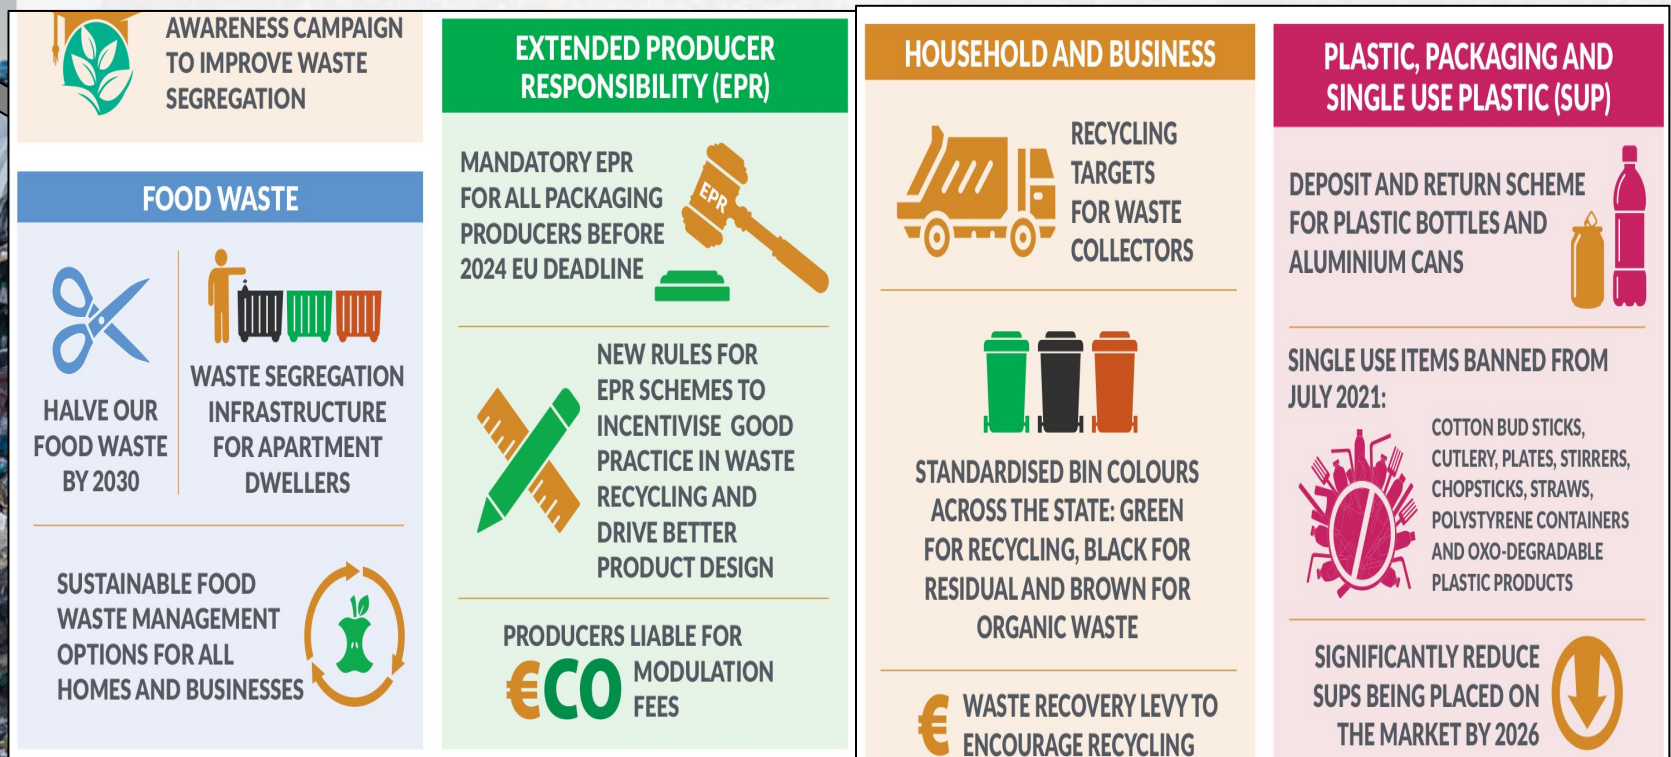 AWARENESS CAMPAIGN
TO IMPROVE WASTE
SEGREGATION
FOOD WASTE
HALVE OUR
FOOD WASTE
BY 2030
WASTE SEGREGATION
INFRASTRUCTURE
FOR APARTMENT
DWELLERS
SUSTAINABLE FOOD
WASTE MANAGEMENT
OPTIONS FOR ALL
HOMES AND BUSINESSES
EXTENDED PRODUCER
RESPONSIBILITY (EPR)
MANDATORY EPR
FOR ALL PACKAGING
PRODUCERS BEFORE
2024 EU DEADLINE
EPR
NEW RULES FOR
EPR SCHEMES TO
INCENTIVISE GOOD
PRACTICE IN WASTE
RECYCLING AND
DRIVE BETTER
PRODUCT DESIGN
PRODUCERS LIABLE FOR
€CO MODULATION
FEES
HOUSEHOLD AND BUSINESS
RECYCLING
TARGETS
FOR WASTE
COLLECTORS
STANDARDISED BIN COLOURS
ACROSS THE STATE: GREEN
FOR RECYCLING, BLACK FOR
RESIDUAL AND BROWN FOR
ORGANIC WASTE
€ WASTE RECOVERY LEVY TO
ENCOURAGE RECYCLING
PLASTIC, PACKAGING AND
SINGLE USE PLASTIC (SUP)
DEPOSIT AND RETURN SCHEME
FOR PLASTIC BOTTLES AND
ALUMINIUM CANS
SINGLE USE ITEMS BANNED FROM
JULY 2021:
COTTON BUD STICKS,
CUTLERY, PLATES, STIRRERS,
CHOPSTICKS, STRAWS,
POLYSTYRENE CONTAINERS
AND OXO-DEGRADABLE
PLASTIC PRODUCTS
SIGNIFICANTLY REDUCE
SUPS BEING PLACED ON
THE MARKET BY 2026